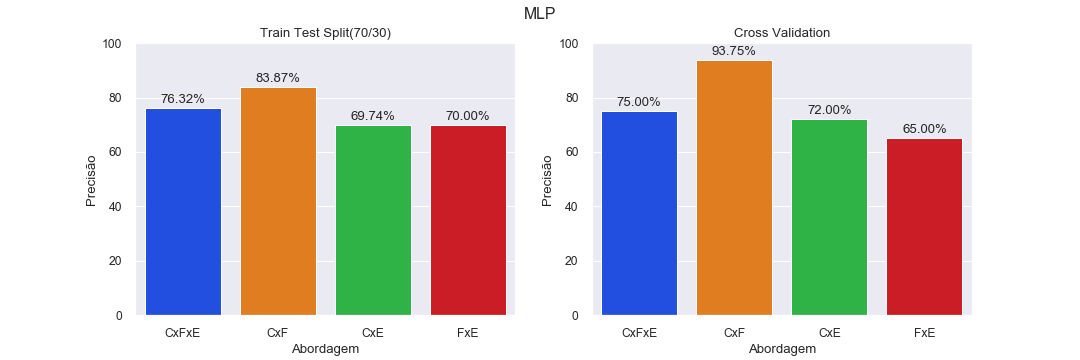 MLP
Train Test Split(70/30)
Precisão
100
80
60
40
20
0
76.32%
83.87%
69.74%
70.00%
CxFxE
CxF
CxE
FxE
Abordagem
Cross Validation
Precisão
100
80
60
40
20
0
75.00%
93.75%
72.00%
65.00%
CxFxE
CxF
CxE
FxE
Abordagem